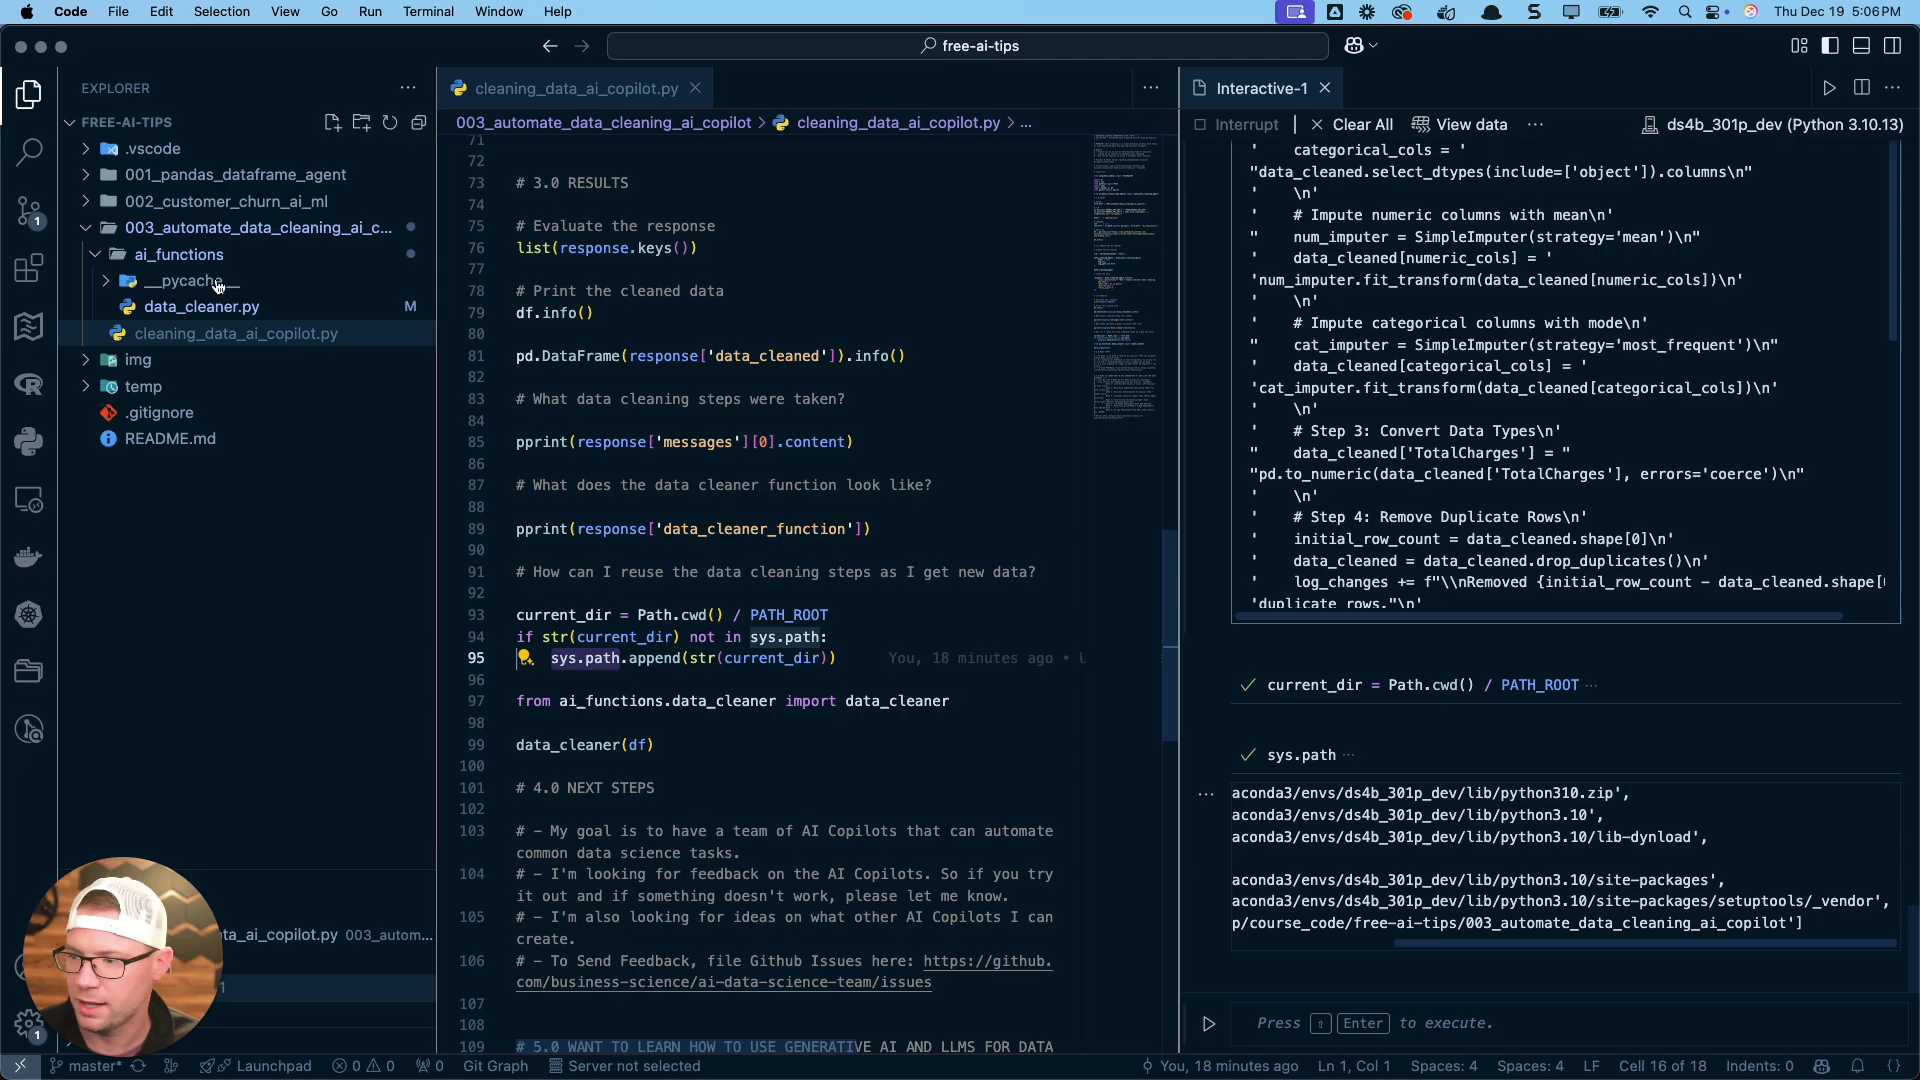 Code File Edit Selection View Go Run Terminal Window Help
Thu Dec 19 5:06PM
free-ai-tips
EXPLORER
FREE-AI-TIPS
.vscode
001_pandas_dataframe_agent
002_customer_churn_ai_ml
003_automate_data_cleaning_ai_c...
ai_functions
__pycache__
data_cleaner.py M
cleaning_data_ai_copilot.py
img
temp
.gitignore
README.md
ta_ai_copilot.py 003_autom...
1
1
1
cleaning_data_ai_copilot.py
003_automate_data_cleaning_ai_copilot > cleaning_data_ai_copilot.py > ...
71
72
73 # 3.0 RESULTS
74
75 # Evaluate the response
76 list(response.keys())
77
78 # Print the cleaned data
79 df.info()
80
81 pd.DataFrame(response['data_cleaned']).info()
82
83 # What data cleaning steps were taken?
84
85 pprint(response['messages'][0].content)
86
87 # What does the data cleaner function look like?
88
89 pprint(response['data_cleaner_function'])
90
91 # How can I reuse the data cleaning steps as I get new data?
92
93 current_dir = Path.cwd() / PATH_ROOT
94 if str(current_dir) not in sys.path:
95 sys.path.append(str(current_dir)) You, 18 minutes ago • U
96
97 from ai_functions.data_cleaner import data_cleaner
98
99 data_cleaner(df)
100
101 # 4.0 NEXT STEPS
102
103 # - My goal is to have a team of AI Copilots that can automate
common data science tasks.
104 # - I'm looking for feedback on the AI Copilots. So if you try
it out and if something doesn't work, please let me know.
105 # - I'm also looking for ideas on what other AI Copilots I can
create.
106 # - To Send Feedback, file Github Issues here: https://github.
com/business-science/ai-data-science-team/issues
107
108
109 # 5.0 WANT TO LEARN HOW TO USE GENERATIVE AI AND LLMS FOR DATA
Interactive-1
Interrupt | Clear All View data ... ds4b_301p_dev (Python 3.10.13)
' categorical_cols = '
"data_cleaned.select_dtypes(include=['object']).columns\n"
' \n'
' # Impute numeric columns with mean\n'
" num_imputer = SimpleImputer(strategy='mean')\n"
' data_cleaned[numeric_cols] = '
'num_imputer.fit_transform(data_cleaned[numeric_cols])\n'
' \n'
' # Impute categorical columns with mode\n'
" cat_imputer = SimpleImputer(strategy='most_frequent')\n"
' data_cleaned[categorical_cols] = '
'cat_imputer.fit_transform(data_cleaned[categorical_cols])\n'
' \n'
' # Step 3: Convert Data Types\n'
" data_cleaned['TotalCharges'] = "
"pd.to_numeric(data_cleaned['TotalCharges'], errors='coerce')\n"
' \n'
' # Step 4: Remove Duplicate Rows\n'
' initial_row_count = data_cleaned.shape[0]\n'
' data_cleaned = data_cleaned.drop_duplicates()\n'
' log_changes += f"\\nRemoved {initial_row_count - data_cleaned.shape[
'duplicate rows."\n'
current_dir = Path.cwd() / PATH_ROOT ...
sys.path ...
aconda3/envs/ds4b_301p_dev/lib/python310.zip',
aconda3/envs/ds4b_301p_dev/lib/python3.10',
aconda3/envs/ds4b_301p_dev/lib/python3.10/lib-dynload',
aconda3/envs/ds4b_301p_dev/lib/python3.10/site-packages',
aconda3/envs/ds4b_301p_dev/lib/python3.10/site-packages/setuptools/_vendor',
p/course_code/free-ai-tips/003_automate_data_cleaning_ai_copilot']
Press ⇧ Enter to execute.
master* Launchpad 0 0 0 Git Graph Server not selected You, 18 minutes ago Ln 1, Col 1 Spaces: 4 Spaces: 4 LF Cell 16 of 18 Indents: 0